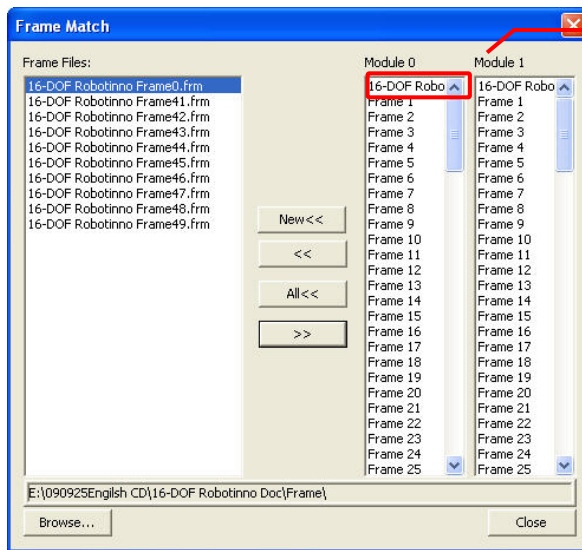 Frame Match
Frame Files:
16-DOF Robotinno Frame0.frm
16-DOF Robotinno Frame41.frm
16-DOF Robotinno Frame42.frm
16-DOF Robotinno Frame43.frm
16-DOF Robotinno Frame44.frm
16-DOF Robotinno Frame45.frm
16-DOF Robotinno Frame46.frm
16-DOF Robotinno Frame47.frm
16-DOF Robotinno Frame48.frm
16-DOF Robotinno Frame49.frm
New<<
<<
All<<
>>
Module 0
16-DOF Robo
Frame 1
Frame 2
Frame 3
Frame 4
Frame 5
Frame 6
Frame 7
Frame 8
Frame 9
Frame 10
Frame 11
Frame 12
Frame 13
Frame 14
Frame 15
Frame 16
Frame 17
Frame 18
Frame 19
Frame 20
Frame 21
Frame 22
Frame 23
Frame 24
Frame 25
Module 1
16-DOF Robo
Frame 1
Frame 2
Frame 3
Frame 4
Frame 5
Frame 6
Frame 7
Frame 8
Frame 9
Frame 10
Frame 11
Frame 12
Frame 13
Frame 14
Frame 15
Frame 16
Frame 17
Frame 18
Frame 19
Frame 20
Frame 21
Frame 22
Frame 23
Frame 24
Frame 25
E:\090925Engilsh CD\16-DOF Robotinno Doc\Frame\
Browse...
Close